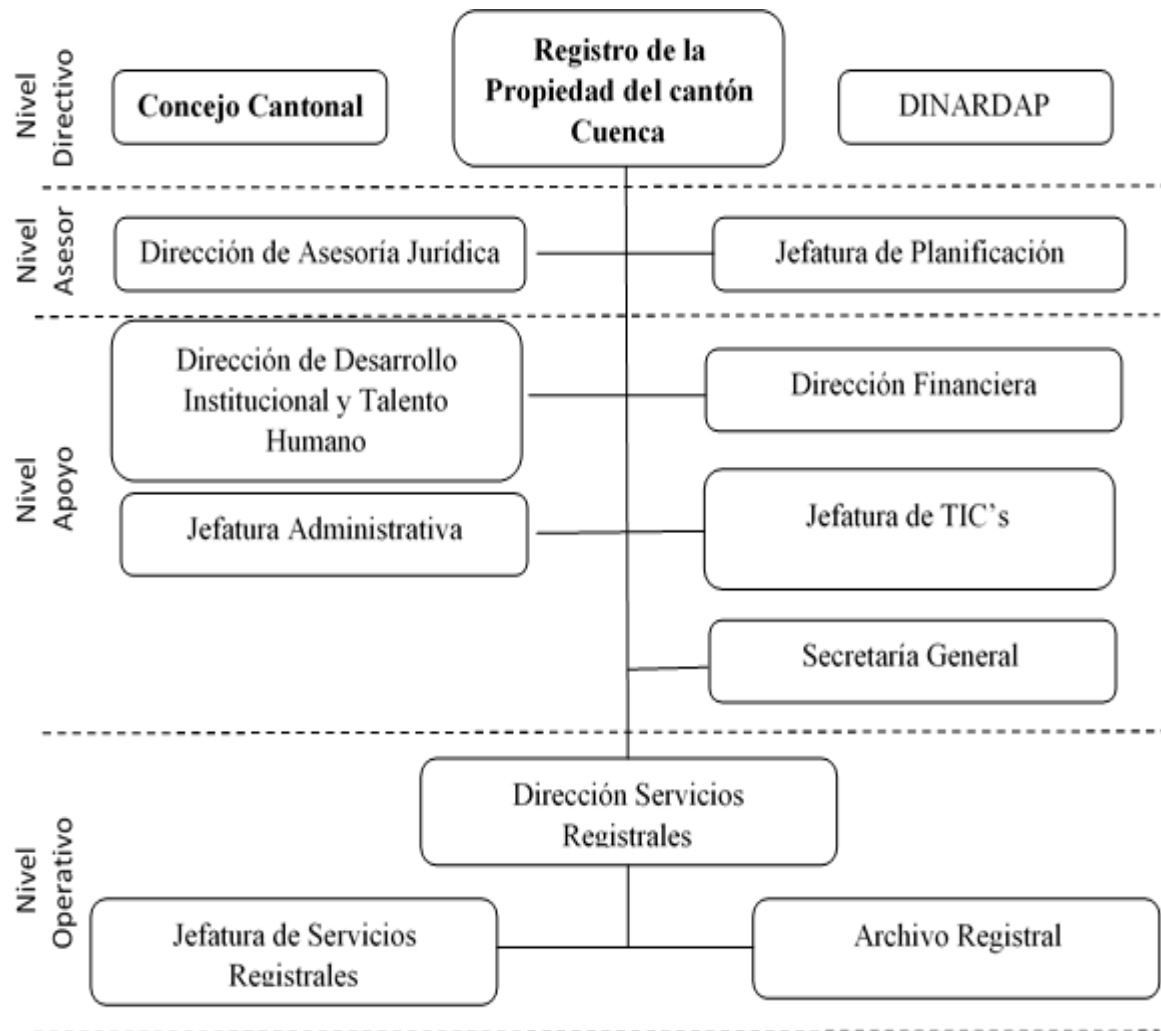 Nivel
Directivo
Concejo Cantonal
Registro de la
Propiedad del cantón
Cuenca
DINARDAP
Nivel
Asesor
Dirección de Asesoría Jurídica
Jefatura de Planificación
Nivel
Apoyo
Dirección de Desarrollo
Institucional y Talento
Humano
Dirección Financiera
Jefatura Administrativa
Jefatura de TIC`s
Secretaría General
Nivel
Operativo
Dirección Servicios
Registrales
Jefatura de Servicios
Registrales
Archivo Registral